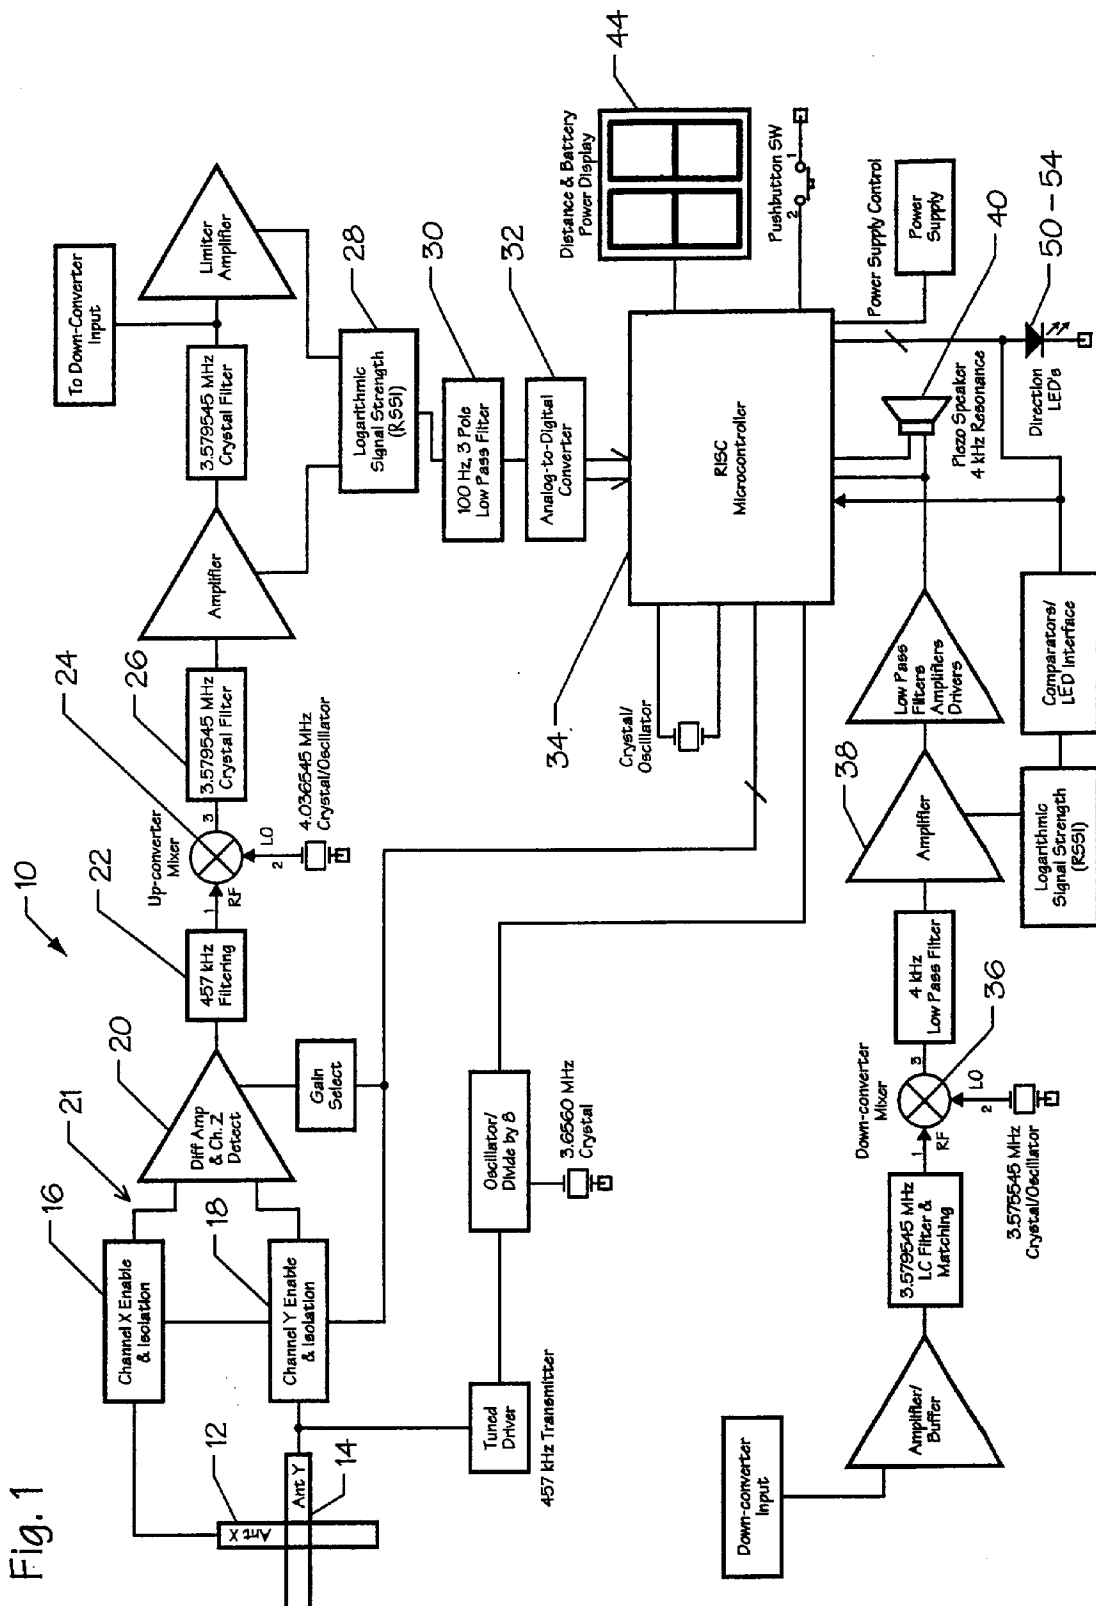 Fig. 1
10
12
Ant X
14
Ant Y
16
Channel X Enable
& Isolation
18
Channel Y Enable
& Isolation
21
20
Diff Amp
& Ch. Z
Detect
Gain
Select
22
457 kHz
Filtering
Up-converter
Mixer
24
1
RF
2
LO
3
4.036545 MHz
Crystal/Oscillator
26
3.579545 MHz
Crystal Filter
Amplifier
3.579545 MHz
Crystal Filter
To Down-Converter
Input
Limiter
Amplifier
28
Logarithmic
Signal Strength
(RSSI)
30
100 Hz, 3 Pole
Low Pass Filter
32
Analog-to-Digital
Converter
34
RISC
Microcontroller
Crystal/
Oscillator
44
Distance & Battery
Power Display
Pushbutton SW
2
1
Power Supply Control
Power
Supply
40
Piezo Speaker
4 kHz Resonance
50 - 54
Direction
LED's
Tuned
Driver
457 kHz Transmitter
Oscillator/
Divide by 8
3.6560 MHz
Crystal
Down-converter
Input
Amplifier/
Buffer
3.579545 MHz
LC Filter &
Matching
Down-converter
Mixer
36
1
RF
2
LO
3
3.575545 MHz
Crystal/Oscillator
4 kHz
Low Pass Filter
38
Amplifier
Low Pass
Filters
Amplifiers
Drivers
Logarithmic
Signal Strength
(RSSI)
Comparators/
LED Interface